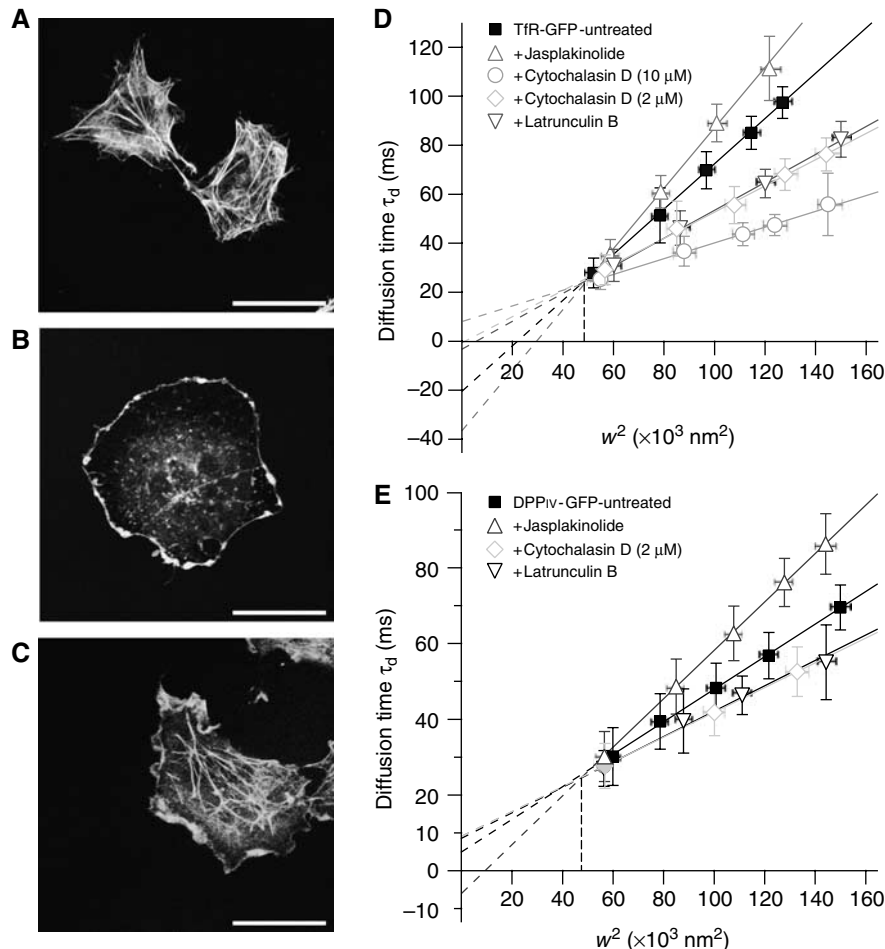 A
B
C
D
TfR-GFP-untreated
+Jasplakinolide
+Cytochalasin D (10 μM)
+Cytochalasin D (2 μM)
+Latrunculin B
Diffusion time τd (ms)
120
100
80
60
40
20
0
−20
−40
20 40 60 80 100 120 140 160
w² (×10³ nm²)
E
DPPIV-GFP-untreated
+Jasplakinolide
+Cytochalasin D (2 μM)
+Latrunculin B
Diffusion time τd (ms)
100
80
60
40
20
10
0
−10
20 40 60 80 100 120 140 160
w² (×10³ nm²)